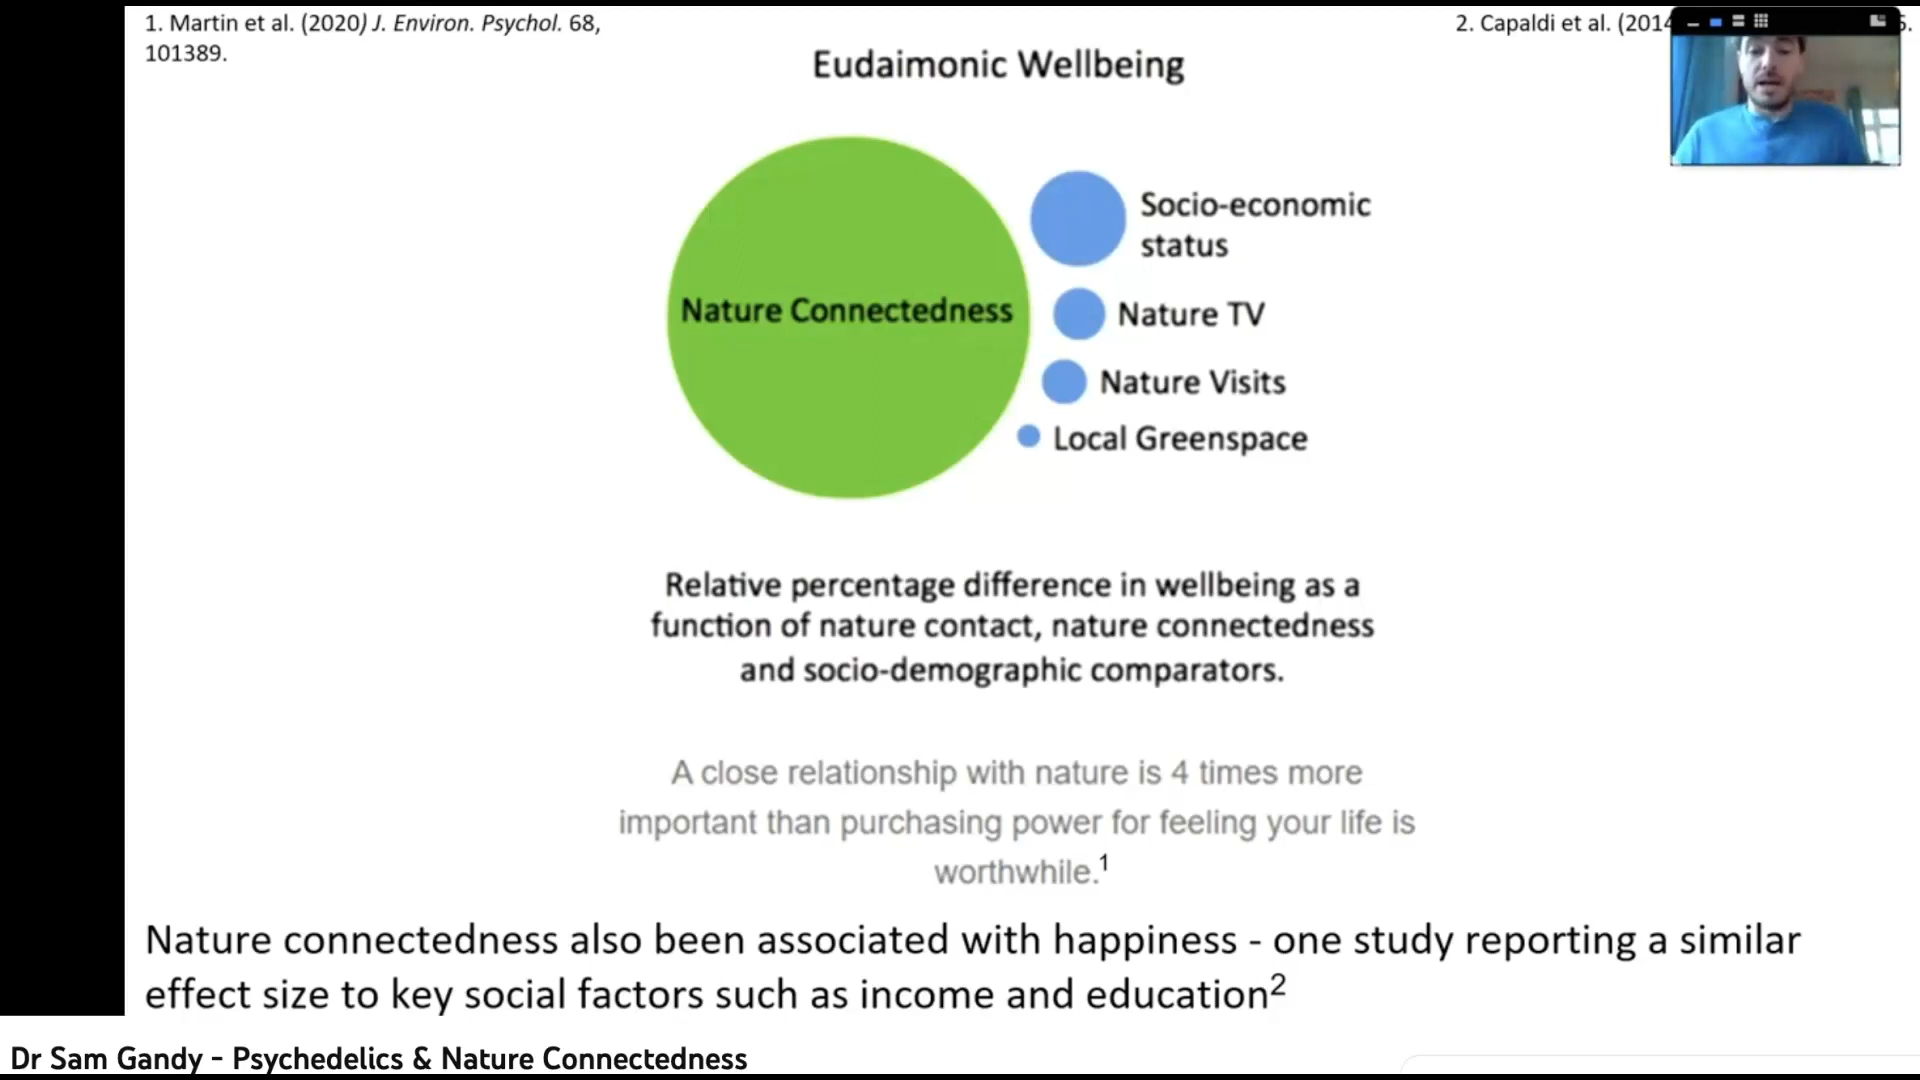 1. Martin et al. (2020) J. Environ. Psychol. 68,
101389.
2. Capaldi et al. (2014
Eudaimonic Wellbeing
Nature Connectedness
Socio-economic
status
Nature TV
Nature Visits
Local Greenspace
Relative percentage difference in wellbeing as a
function of nature contact, nature connectedness
and socio-demographic comparators.
A close relationship with nature is 4 times more
important than purchasing power for feeling your life is
worthwhile.1
Nature connectedness also been associated with happiness - one study reporting a similar
effect size to key social factors such as income and education2
Dr Sam Gandy - Psychedelics & Nature Connectedness